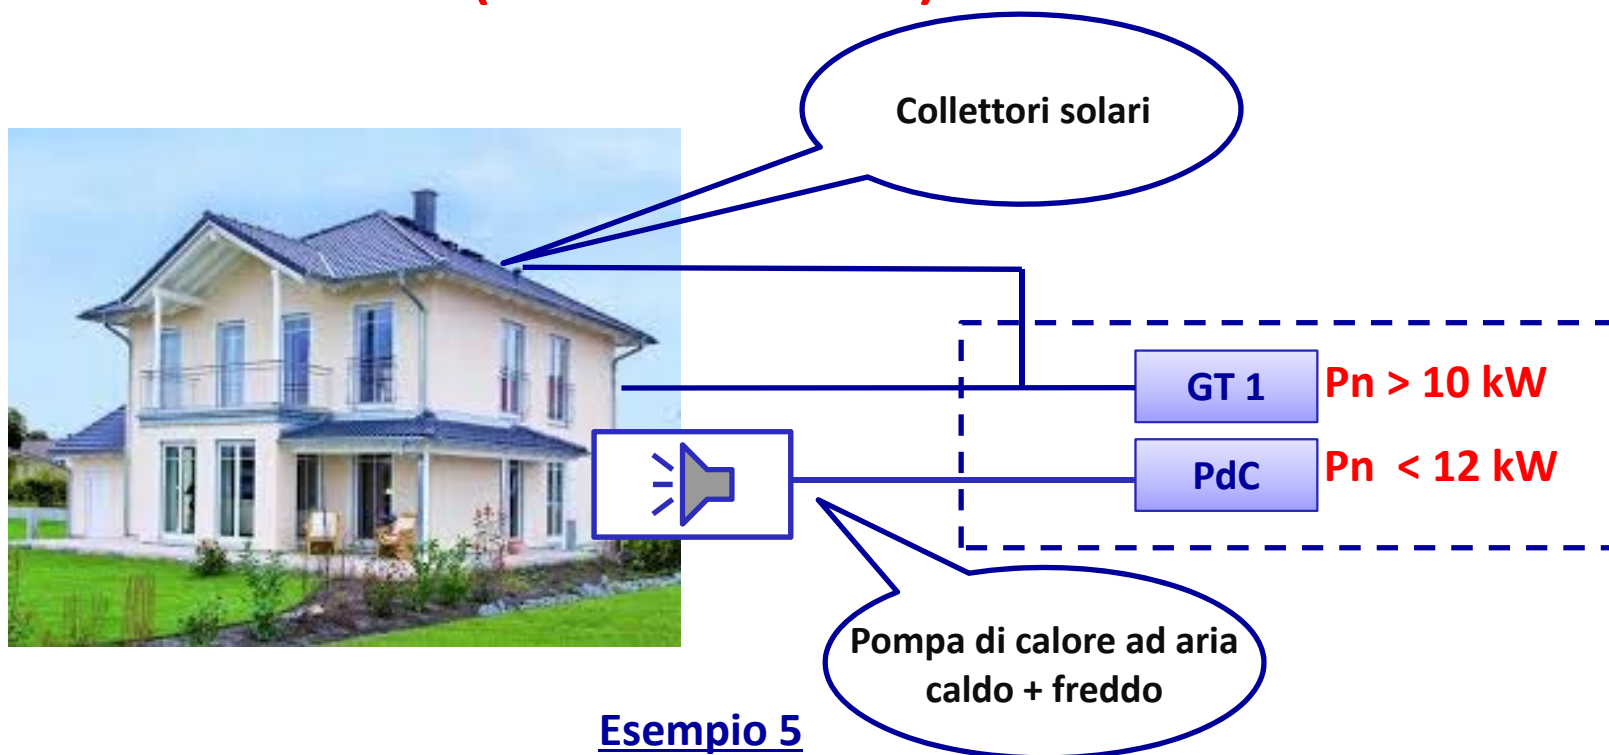 Collettori solari
GT 1 Pn > 10 kW
PdC Pn < 12 kW
Pompa di calore ad aria
caldo + freddo
Esempio 5